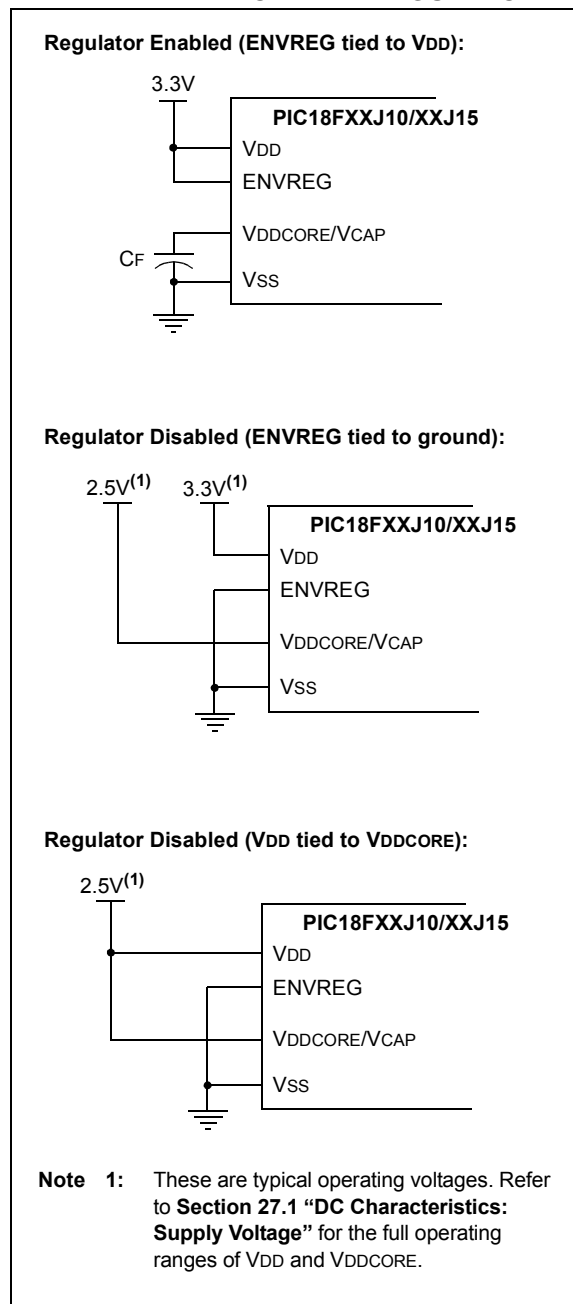 Regulator Enabled (ENVREG tied to VDD):
3.3V
PIC18FXXJ10/XXJ15
VDD
ENVREG
VDDCORE/VCAP
CF
VSS
Regulator Disabled (ENVREG tied to ground):
2.5V(1) 3.3V(1)
PIC18FXXJ10/XXJ15
VDD
ENVREG
VDDCORE/VCAP
VSS
Regulator Disabled (VDD tied to VDDCORE):
2.5V(1)
PIC18FXXJ10/XXJ15
VDD
ENVREG
VDDCORE/VCAP
VSS
Note 1: These are typical operating voltages. Refer
to Section 27.1 “DC Characteristics:
Supply Voltage” for the full operating
ranges of VDD and VDDCORE.